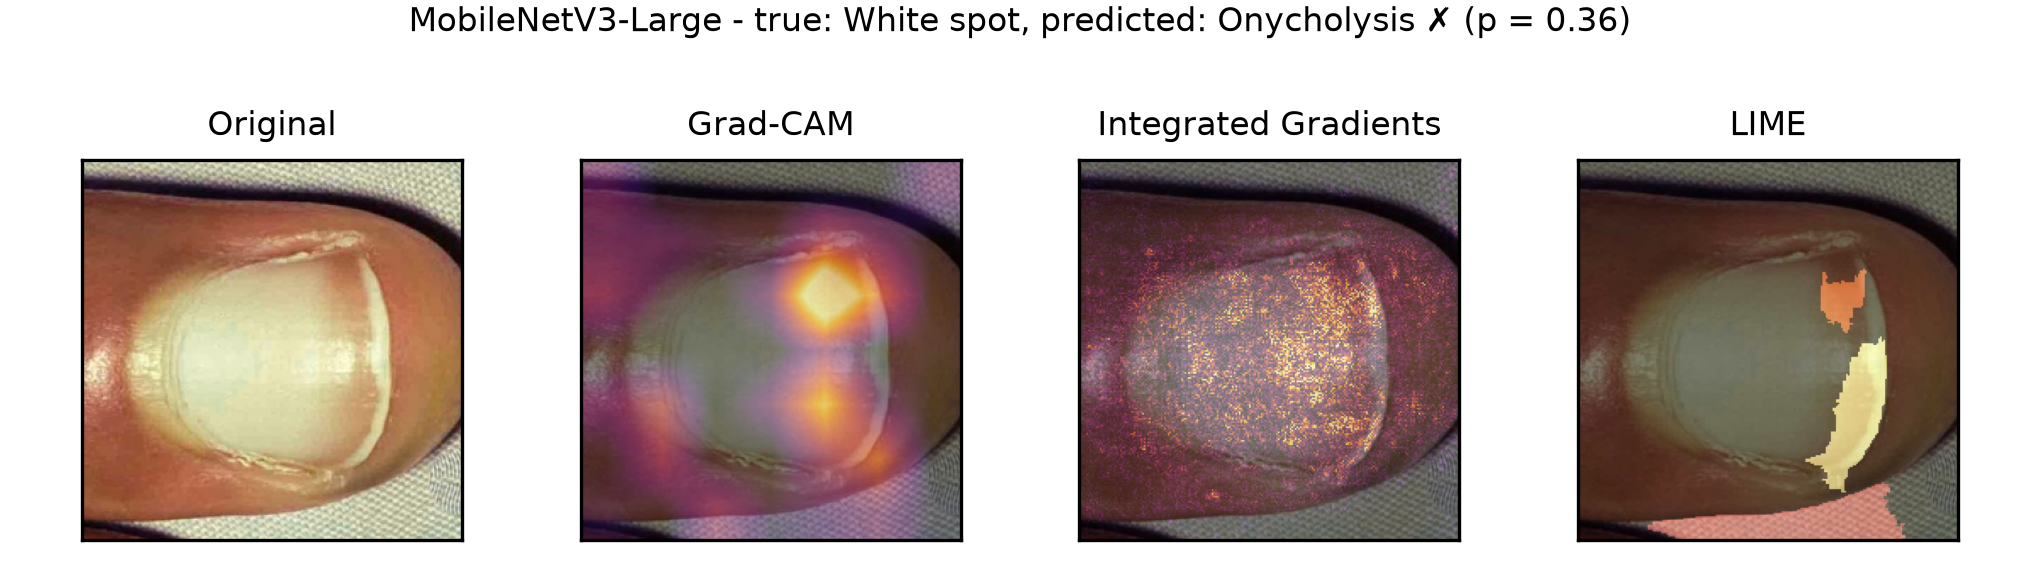 MobileNetV3-Large - true: White spot, predicted: Onycholysis ✗ (p = 0.36)
Original
Grad-CAM
Integrated Gradients
LIME